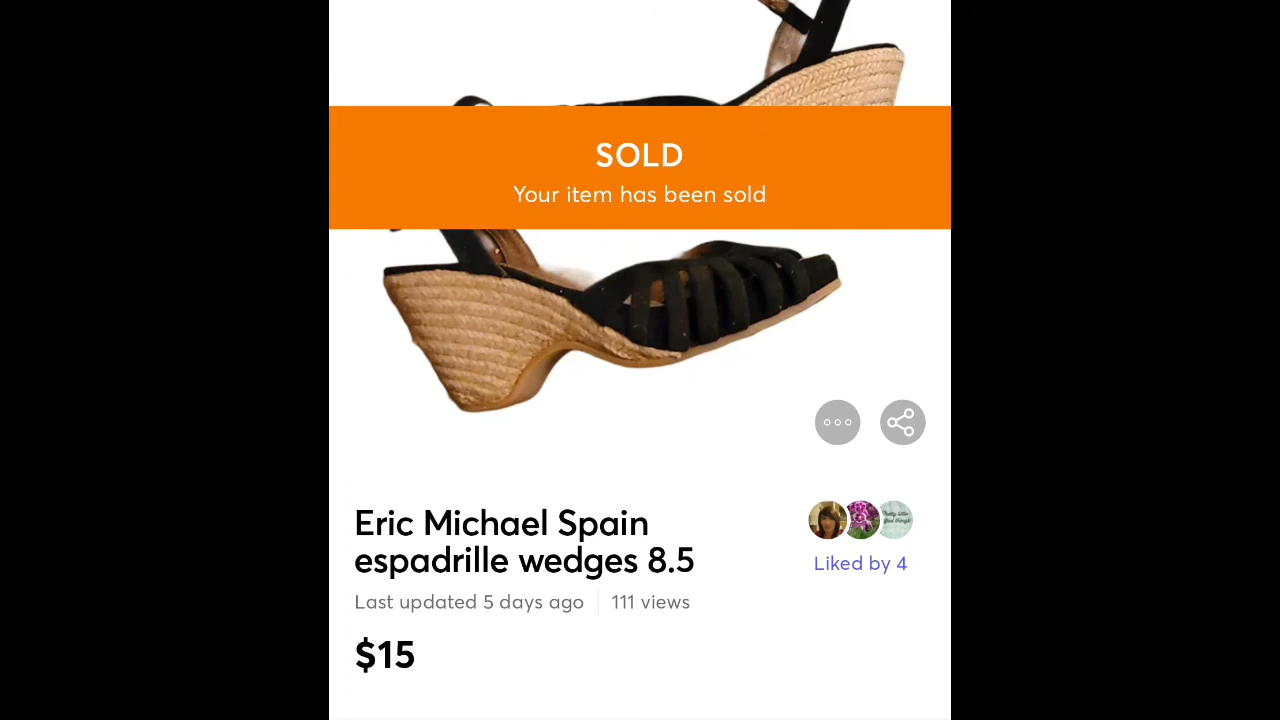 SOLD
Your item has been sold
Eric Michael Spain
espadrille wedges 8.5
Liked by 4
Last updated 5 days ago
111 views
$15